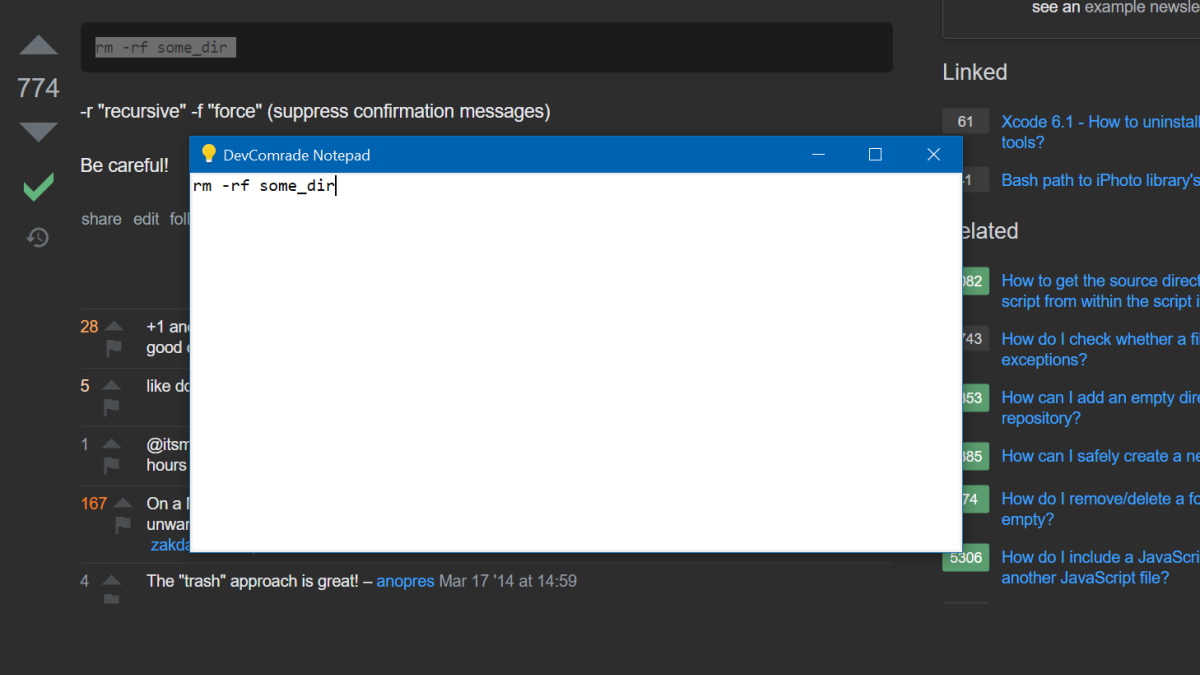 see an example newsle
rm -rf some_dir
774
-r "recursive" -f "force" (suppress confirmation messages)
Be careful!
share edit foll
28 +1 an
good
5 like do
1 @itsm
hours
167 On a
unwar
zakda
4 The "trash" approach is great! – anopres Mar 17 '14 at 14:59
DevComrade Notepad
rm -rf some_dir
Linked
61 Xcode 6.1 - How to uninstall
tools?
-1 Bash path to iPhoto library's
elated
082 How to get the source direct
script from within the script i
743 How do I check whether a fi
exceptions?
353 How can I add an empty dire
repository?
385 How can I safely create a ne
74 How do I remove/delete a fo
empty?
5306 How do I include a JavaScri
another JavaScript file?